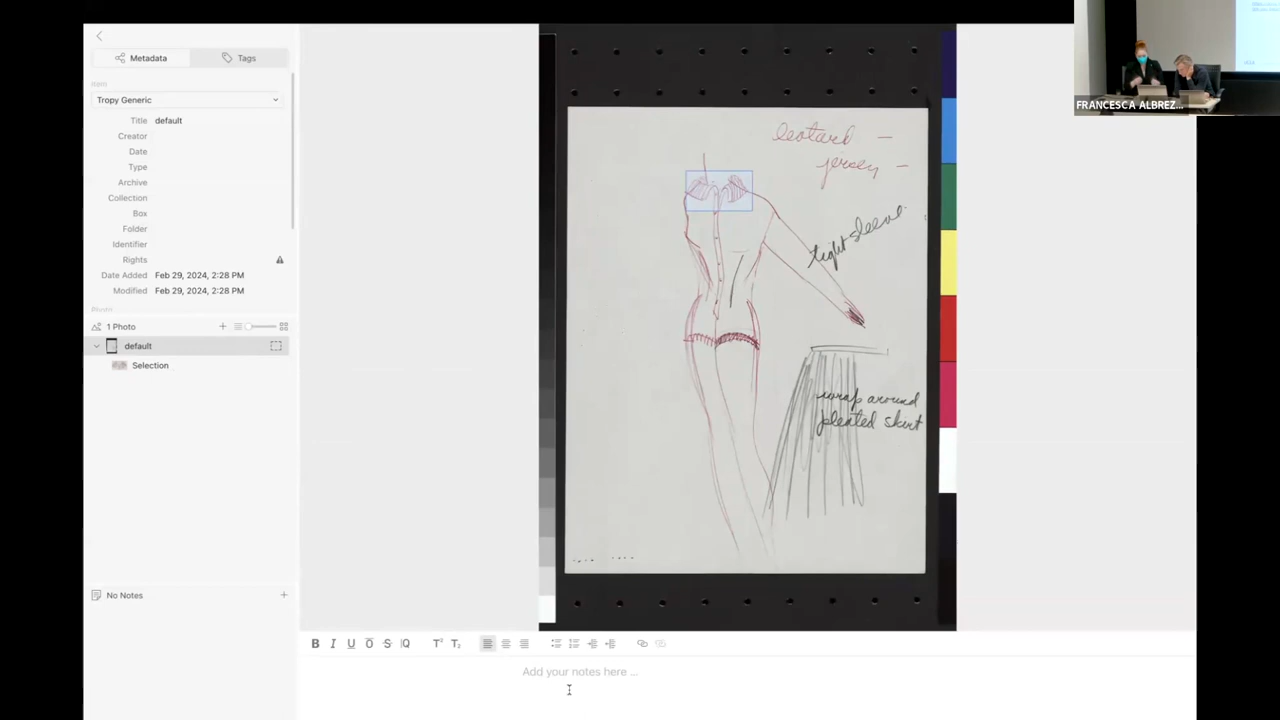 Metadata
Tags
Item
Tropy Generic
Title default
Creator
Date
Type
Archive
Collection
Box
Folder
Identifier
Rights
Date Added Feb 29, 2024, 2:28 PM
Modified Feb 29, 2024, 2:28 PM
Photo
1 Photo
default
Selection
No Notes
leotard –
jersey –
tight sleeve
wrap around
pleated skirt
B I U O S Q T T
Add your notes here ...
FRANCESCA ALBREZ...